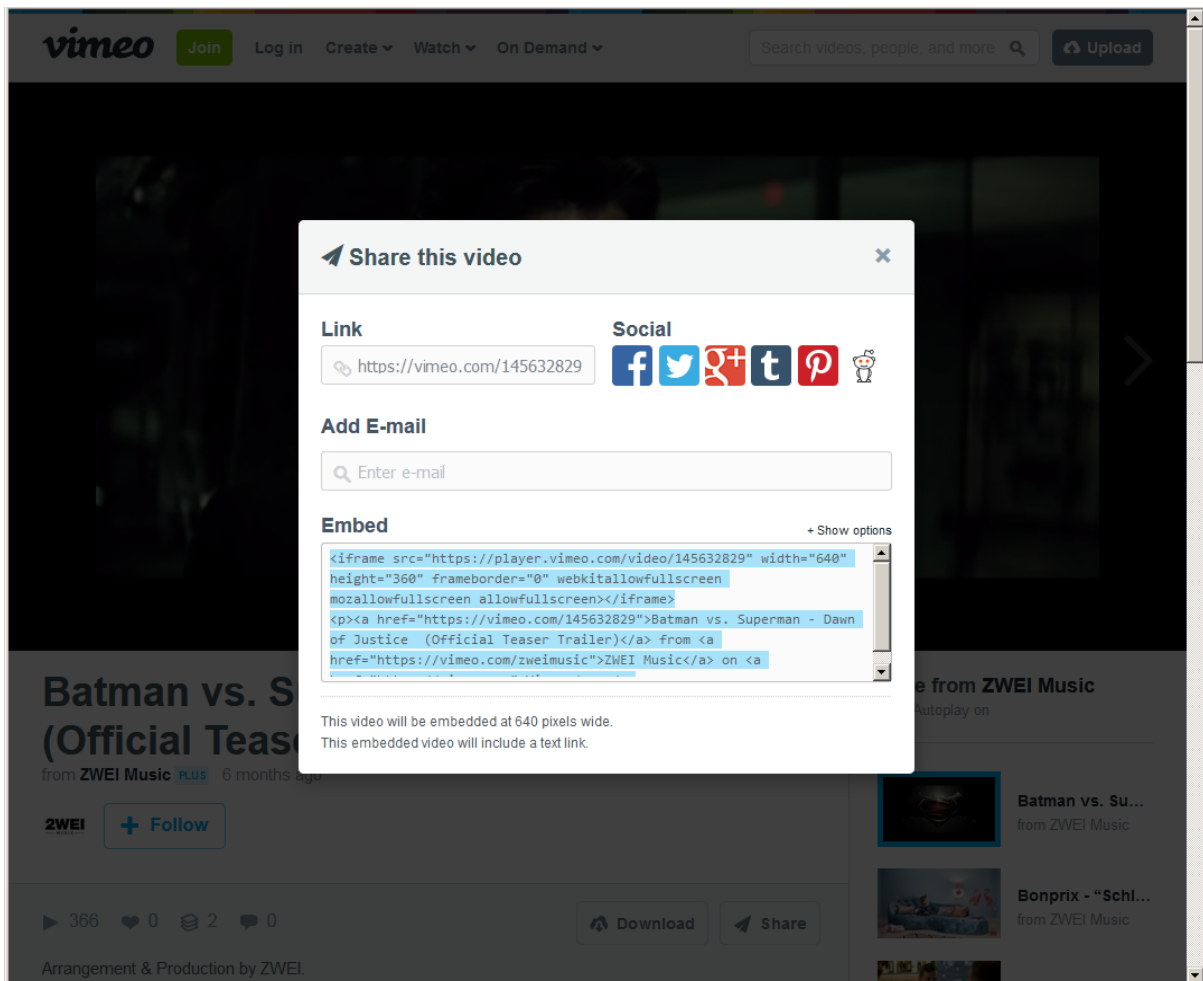 vimeo Join Log in Create Watch On Demand Search videos, people, and more Upload
Share this video
Link
https://vimeo.com/145632829
Social
Add E-mail
Enter e-mail
Embed
+ Show options
<iframe src="https://player.vimeo.com/video/145632829" width="640"
height="360" frameborder="0" webkitallowfullscreen
mozallowfullscreen allowfullscreen></iframe>
<p><a href="https://vimeo.com/145632829">Batman vs. Superman - Dawn
of Justice  (Official Teaser Trailer)</a> from <a
href="https://vimeo.com/zweimusic">ZWEI Music</a> on <a
This video will be embedded at 640 pixels wide.
This embedded video will include a text link.
Batman vs. S
(Official Teas
from ZWEI Music PLUS 6 months ago
2WEI
+ Follow
366 0 2 0
Download
Share
Arrangement & Production by ZWEI.
from ZWEI Music
Autoplay on
Batman vs. Su...
from ZWEI Music
Bonprix - “Schl...
from ZWEI Music